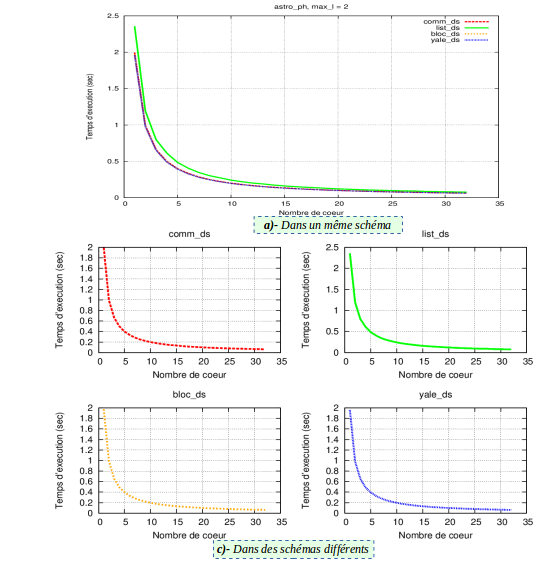 astro_ph, max_l = 2
comm_ds
list_ds
bloc_ds
yale_ds
Temps d'execution (sec)
2.5
2
1.5
1
0.5
0
0 5 10 15 20 25 30 35
Nombre de coeur
a)- Dans un même schéma
comm_ds
Temps d'execution (sec)
2
1.8
1.6
1.4
1.2
1
0.8
0.6
0.4
0.2
0
0 5 10 15 20 25 30 35
Nombre de coeur
list_ds
Temps d'execution (sec)
2.5
2
1.5
1
0.5
0
0 5 10 15 20 25 30 35
Nombre de coeur
bloc_ds
Temps d'execution (sec)
2
1.8
1.6
1.4
1.2
1
0.8
0.6
0.4
0.2
0
0 5 10 15 20 25 30 35
Nombre de coeur
yale_ds
Temps d'execution (sec)
2
1.8
1.6
1.4
1.2
1
0.8
0.6
0.4
0.2
0
0 5 10 15 20 25 30 35
Nombre de coeur
c)- Dans des schémas différents